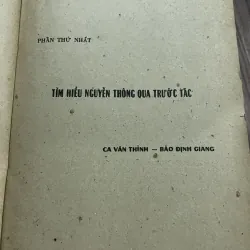 PHẦN THỨ NHẤT
TÌM HIỂU NGUYỄN THÔNG QUA TRƯỚC TÁC
CA VĂN THỈNH — BẢO ĐỊNH GIANG